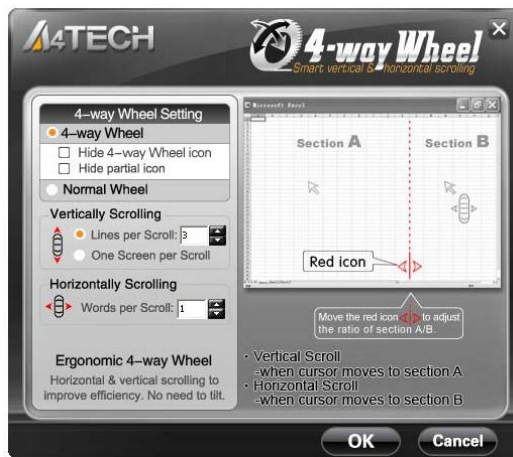 A4TECH
4-way Wheel
Smart vertical & horizontal scrolling
4-way Wheel Setting
4-way Wheel
Hide 4-way Wheel icon
Hide partial icon
Normal Wheel
Vertically Scrolling
Lines per Scroll: 3
One Screen per Scroll
Horizontally Scrolling
Words per Scroll: 1
Ergonomic 4-way Wheel
Horizontal & vertical scrolling to
improve efficiency. No need to tilt.
Microsoft Excel
Section A
Section B
Red icon
Move the red icon to adjust
the ratio of section A/B.
· Vertical Scroll
-when cursor moves to section A
· Horizontal Scroll
-when cursor moves to section B
OK
Cancel